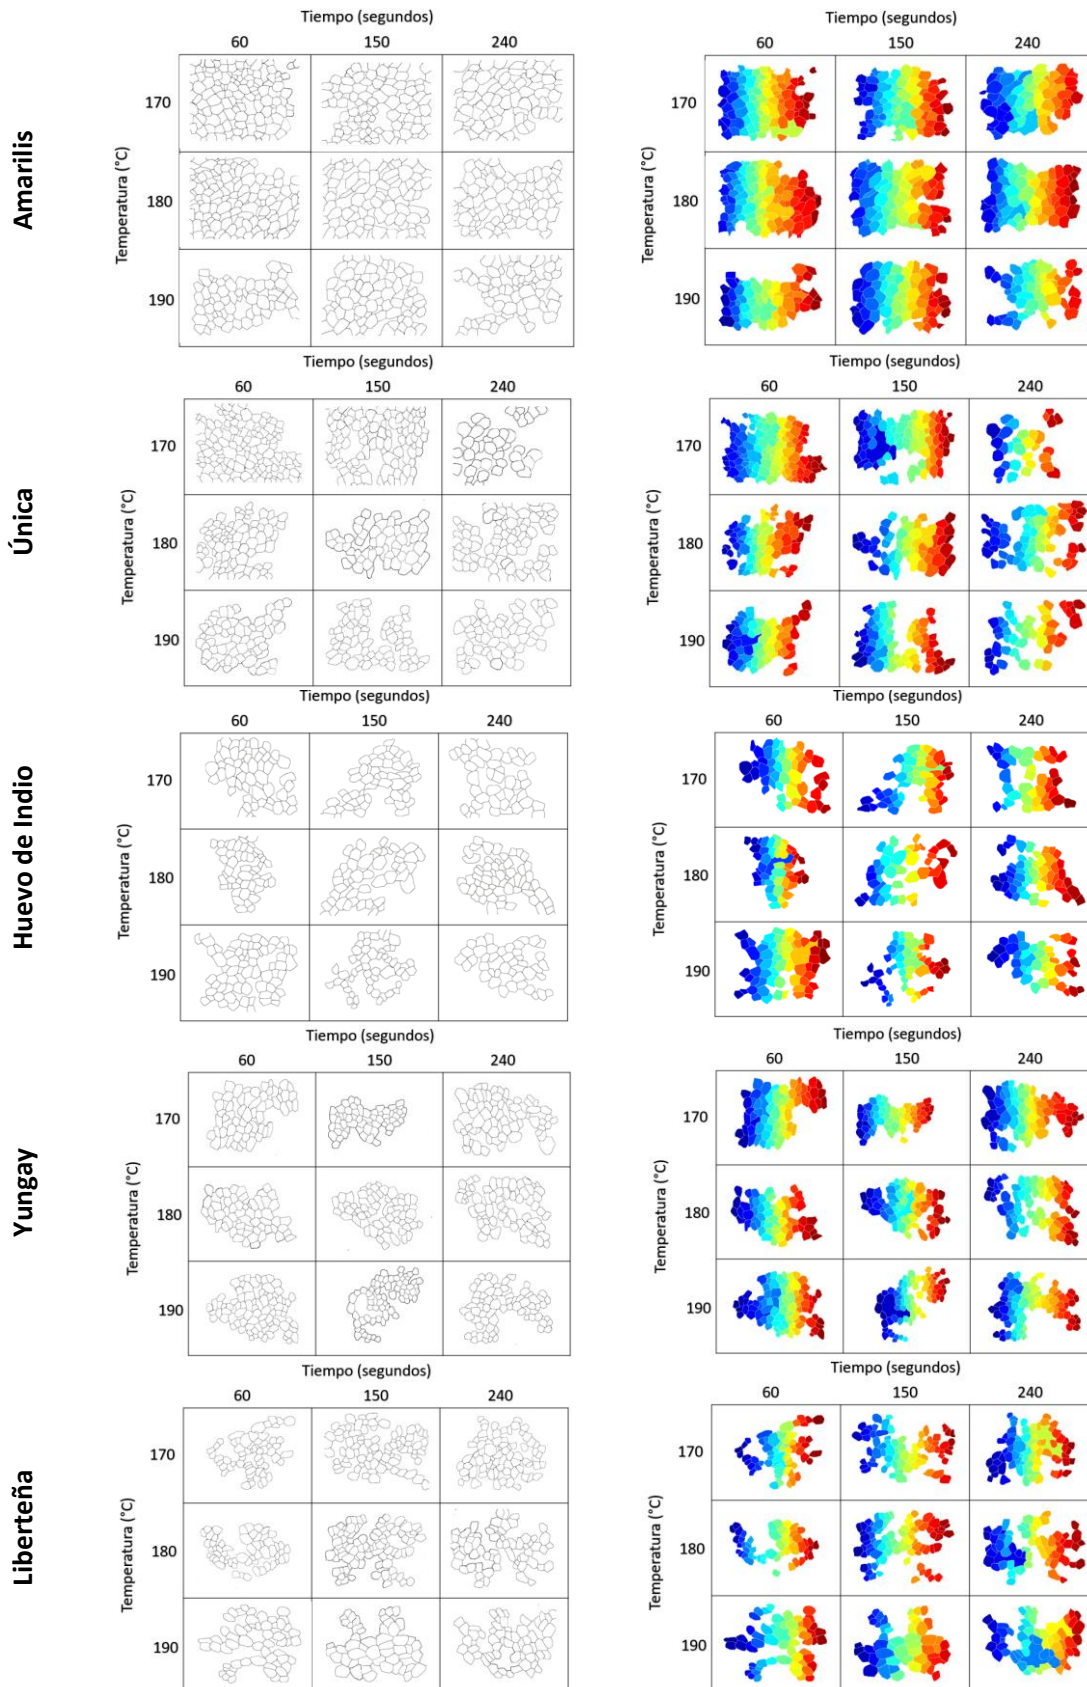 Amarilis
Tiempo (segundos)
60 150 240
Temperatura (°C)
170
180
190
Tiempo (segundos)
60 150 240
Temperatura (°C)
170
180
190
Única
Tiempo (segundos)
60 150 240
Temperatura (°C)
170
180
190
Tiempo (segundos)
60 150 240
Temperatura (°C)
170
180
190
Huevo de Indio
Tiempo (segundos)
60 150 240
Temperatura (°C)
170
180
190
Tiempo (segundos)
60 150 240
Temperatura (°C)
170
180
190
Yungay
Tiempo (segundos)
60 150 240
Temperatura (°C)
170
180
190
Tiempo (segundos)
60 150 240
Temperatura (°C)
170
180
190
Liberteña
Tiempo (segundos)
60 150 240
Temperatura (°C)
170
180
190
Tiempo (segundos)
60 150 240
Temperatura (°C)
170
180
190